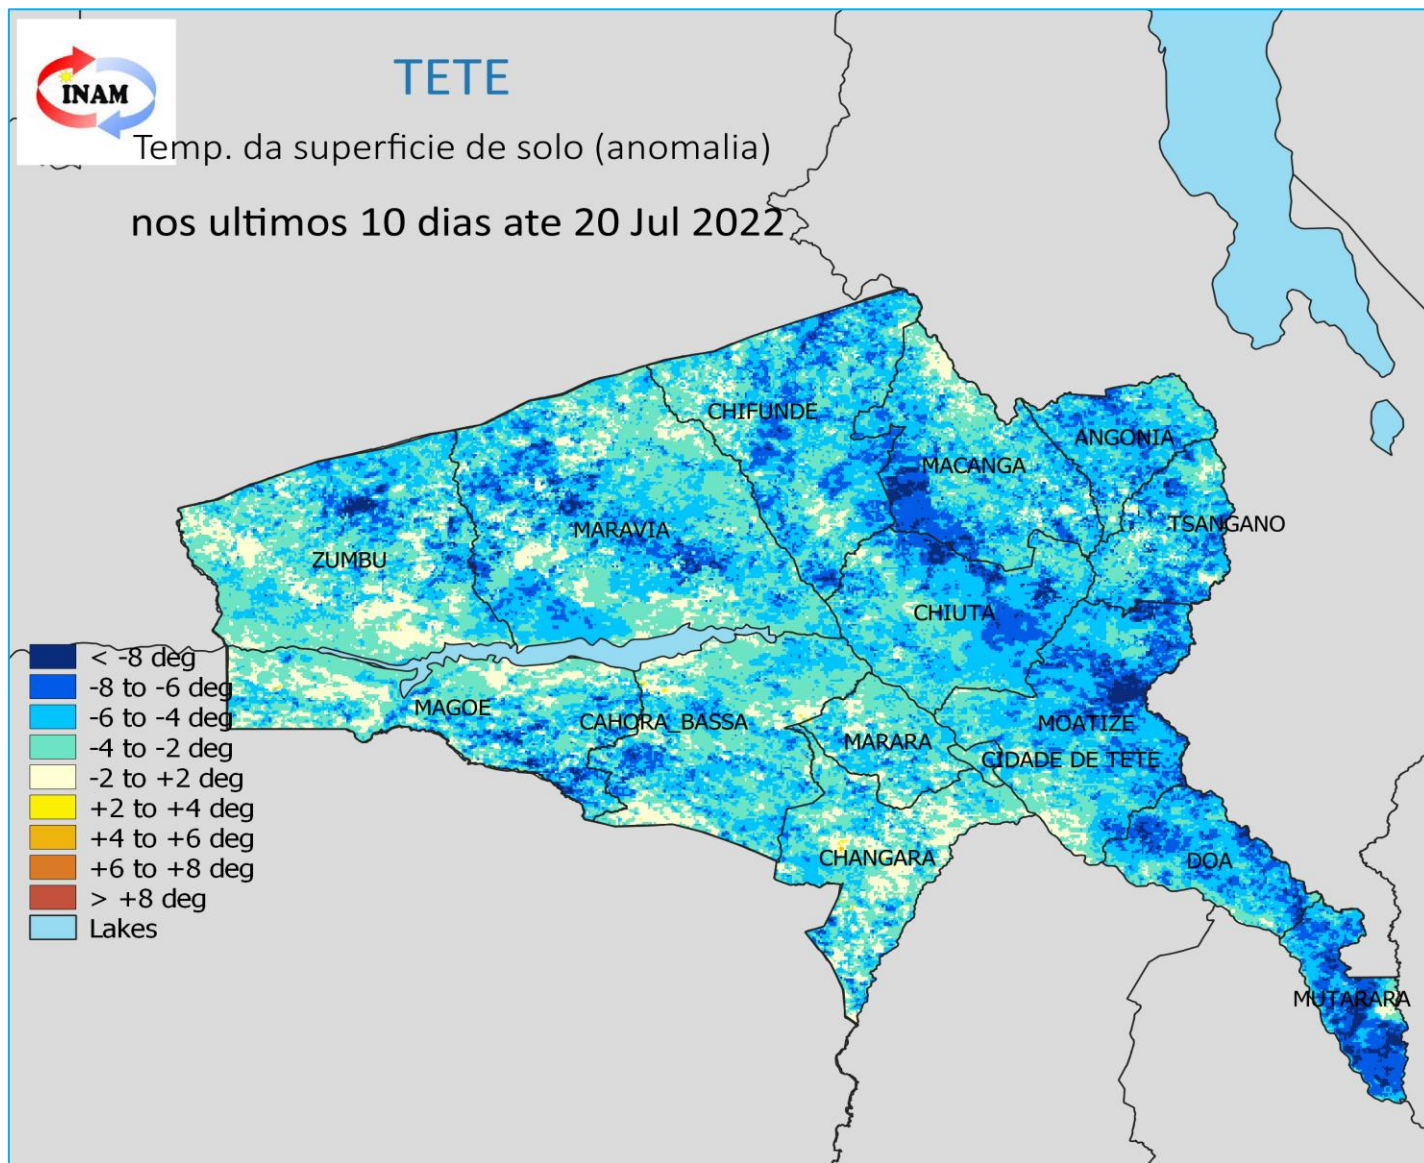 INAM
TETE
Temp. da superficie de solo (anomalia)
nos ultimos 10 dias ate 20 Jul 2022
CHIFUNDE
ANGONIA
MACANGA
TSANGANO
MARAVIA
ZUMBU
CHIUTA
MAGOE
CAHORA_BASSA
MOATIZE
MARARA
CIDADE DE TETE
CHANGARA
DOA
MUTARARA
< -8 deg
-8 to -6 deg
-6 to -4 deg
-4 to -2 deg
-2 to +2 deg
+2 to +4 deg
+4 to +6 deg
+6 to +8 deg
> +8 deg
Lakes